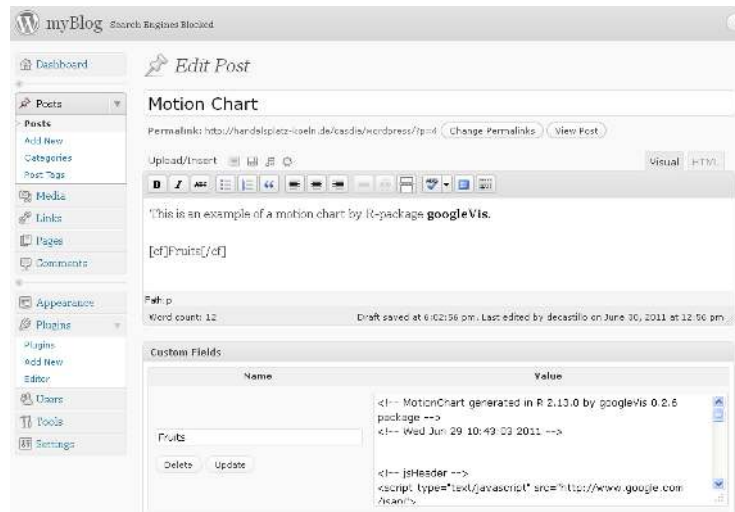 myBlog Search Engines Blocked
Dashboard
Posts
Posts
Add New
Categories
Post Tags
Media
Links
Pages
Comments
Appearance
Plugins
Plugins
Add New
Editor
Users
Tools
Settings
Edit Post
Motion Chart
Permalink: http://handelsplatz-koeln.de/casdie/wordpress/?p=4 Change Permalinks View Post
Upload/Insert Visual HTML
B I ABC
This is an example of a motion chart by R-package googleVis.
[cf]Fruits[/cf]
Path: p
Word count: 12 Draft saved at 6:02:56 pm. Last edited by decastillo on June 30, 2011 at 12:56 pm
Custom Fields
Name Value
Fruits
Delete Update
<!-- MotionChart generated in R 2.13.0 by googleVis 0.2.6
package -->
<!-- Wed Jun 29 10:43:03 2011 -->
<!-- jsHeader -->
<script type="text/javascript" src="http://www.google.com
/jsapi">